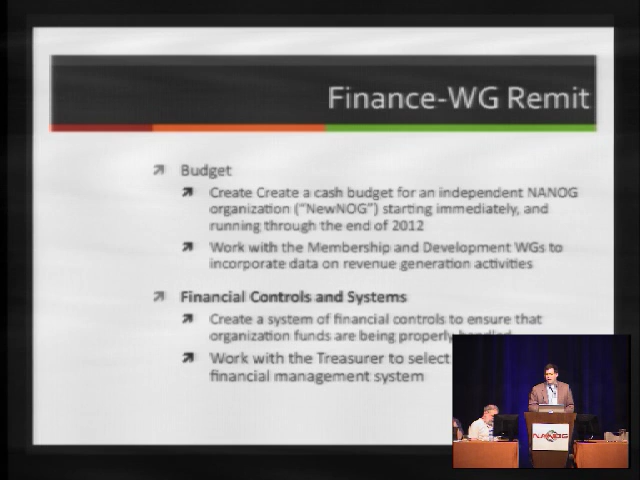 Finance-WG Remit
Budget
Create Create a cash budget for an independent NANOG
organization ("NewNOG") starting immediately, and
running through the end of 2012
Work with the Membership and Development WGs to
incorporate data on revenue generation activities
Financial Controls and Systems
Create a system of financial controls to ensure that
organization funds are being properly handled
Work with the Treasurer to select
financial management system
NANOG